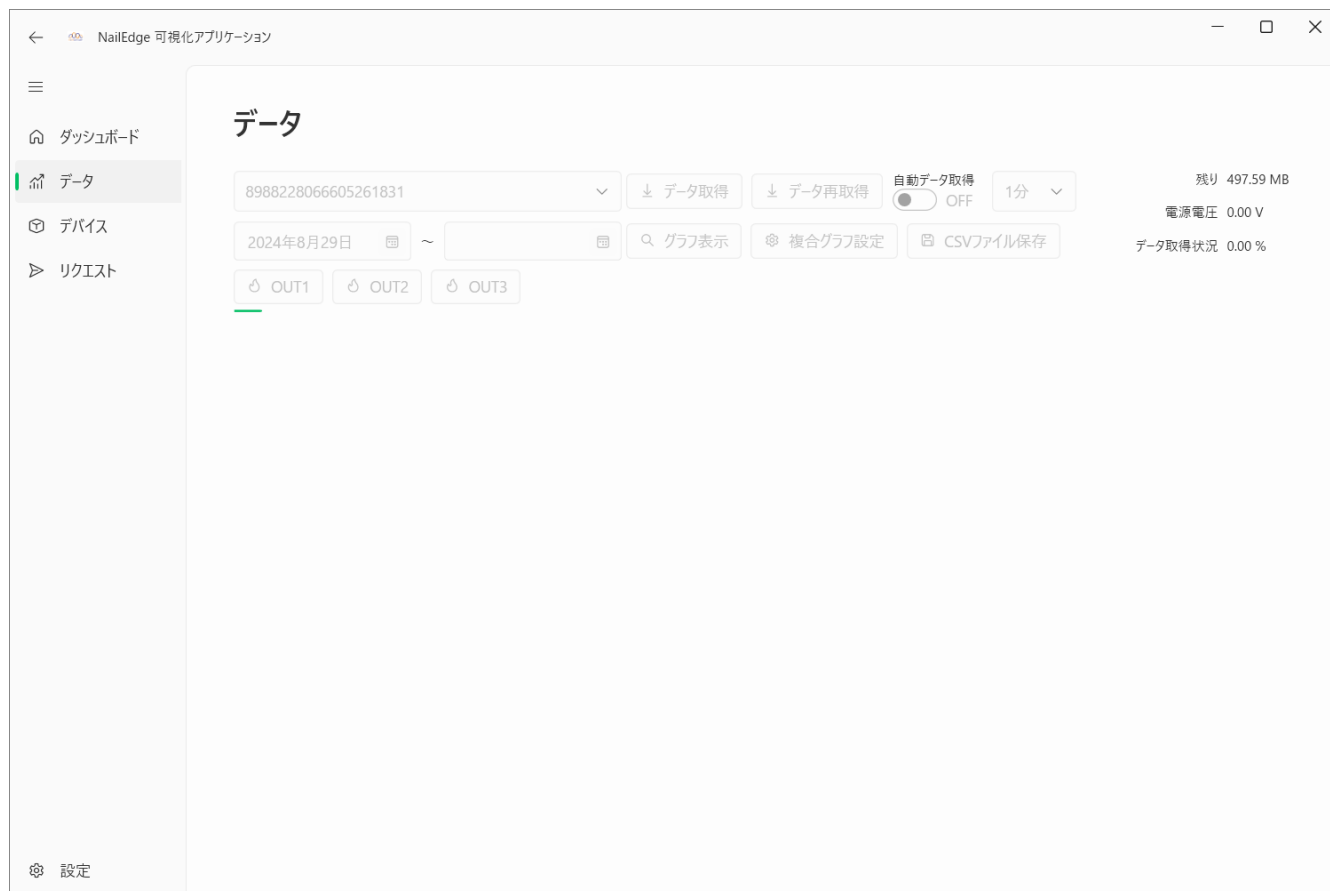 NailEdge 可視化アプリケーション
ダッシュボード
データ
デバイス
リクエスト
設定
データ
8988228066605261831 データ取得 データ再取得 自動データ取得 OFF 1分
2024年8月29日 ～ グラフ表示 複合グラフ設定 CSVファイル保存
OUT1 OUT2 OUT3
残り 497.59 MB
電源電圧 0.00 V
データ取得状況 0.00 %